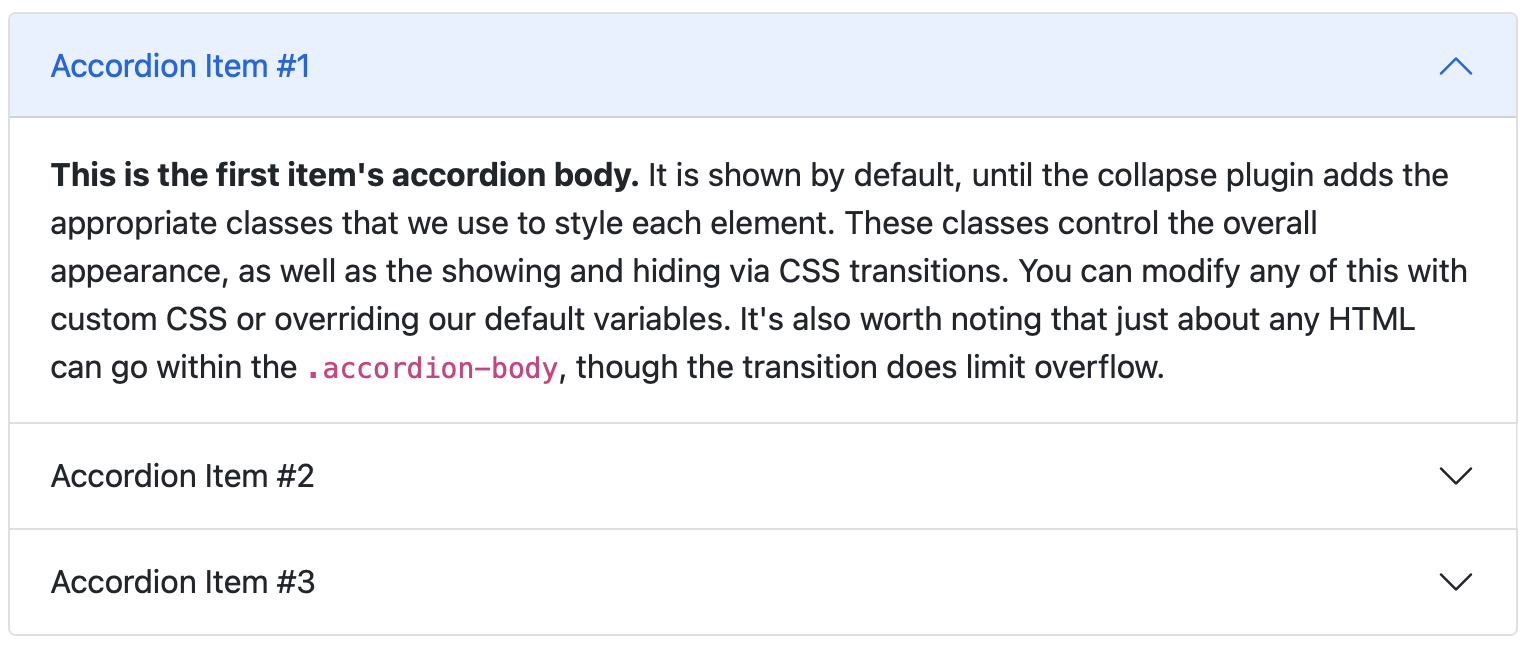 Accordion Item #1
This is the first item's accordion body. It is shown by default, until the collapse plugin adds the
appropriate classes that we use to style each element. These classes control the overall
appearance, as well as the showing and hiding via CSS transitions. You can modify any of this with
custom CSS or overriding our default variables. It's also worth noting that just about any HTML
can go within the .accordion-body, though the transition does limit overflow.
Accordion Item #2
Accordion Item #3